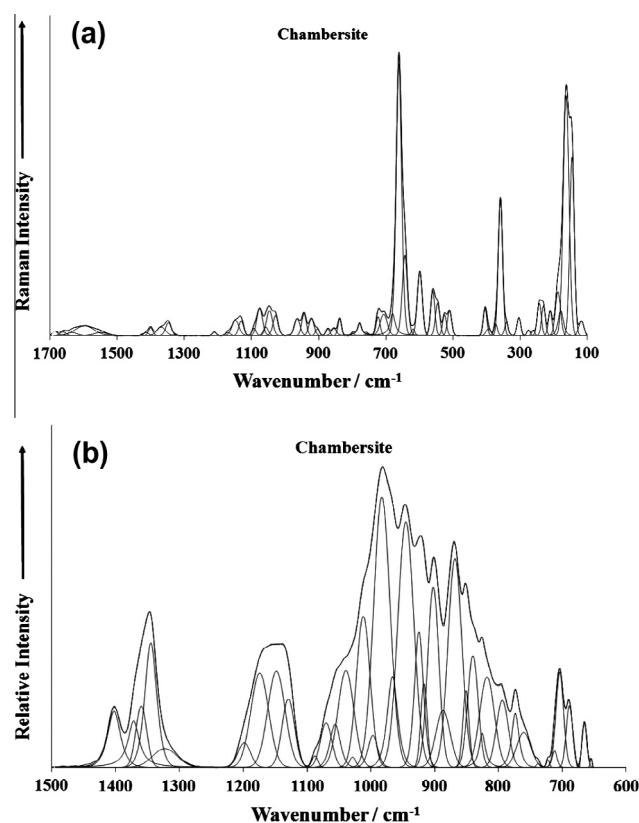 (a)
Chambersite
Raman Intensity
1700 1500 1300 1100 900 700 500 300 100
Wavenumber / cm-1
(b)
Chambersite
Relative Intensity
1500 1400 1300 1200 1100 1000 900 800 700 600
Wavenumber / cm-1